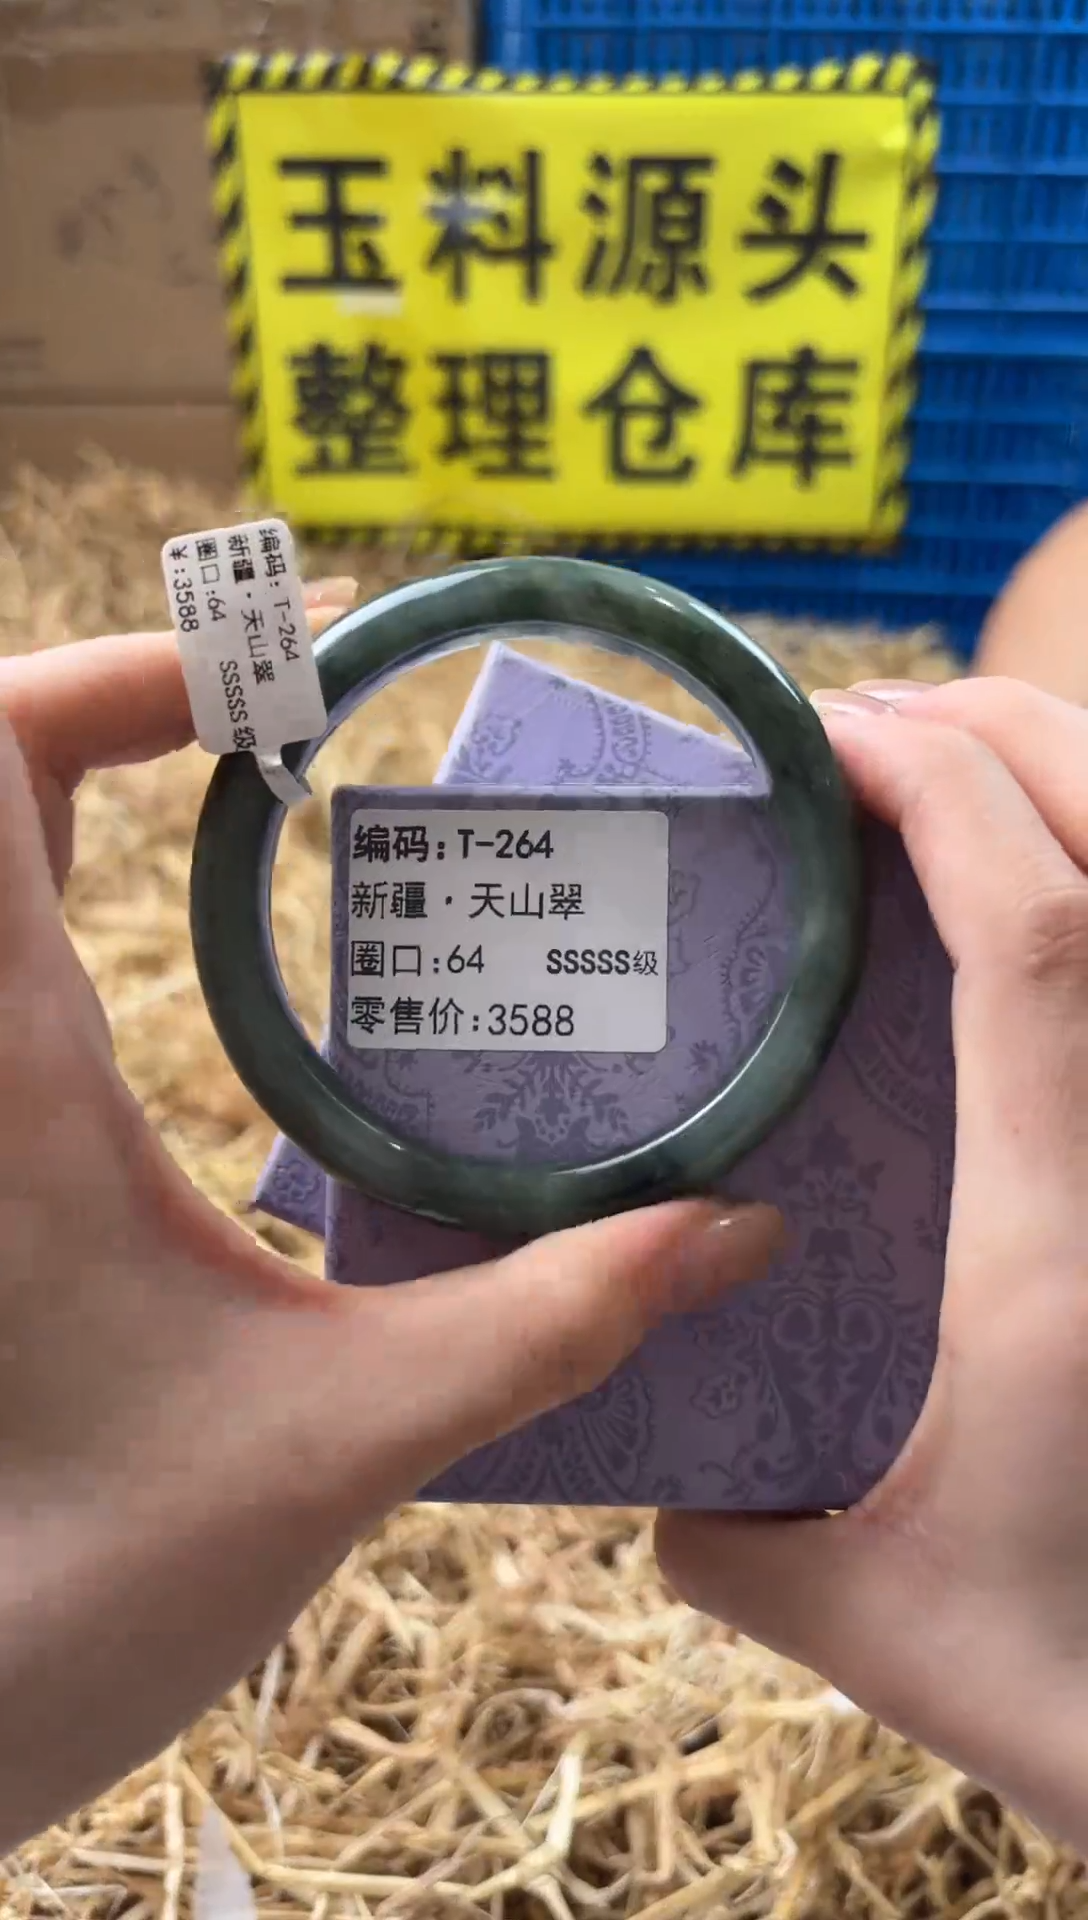 玉料源头
整理仓库
编码: T-264
新疆·天山翠
圈口:64 SSSSS级
¥:3588
编码: T-264
新疆·天山翠
圈口:64 SSSSS级
零售价:3588